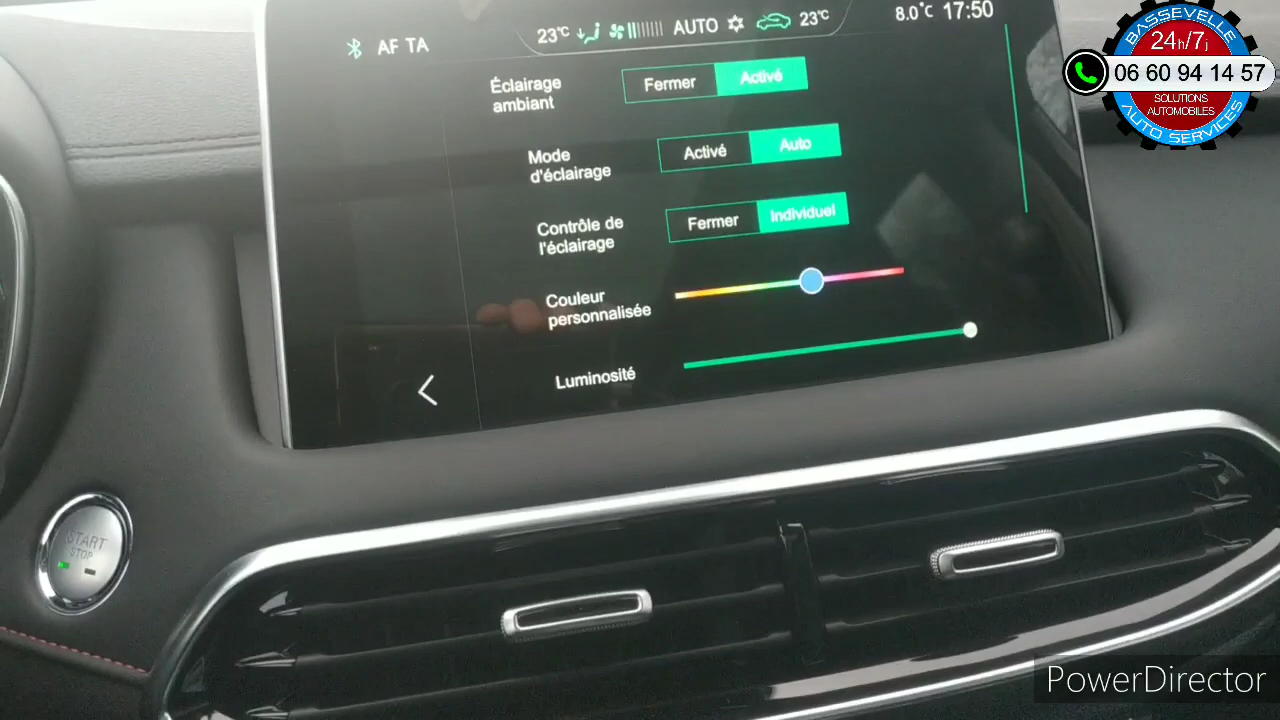 AF TA
23°C
AUTO
23°C
8.0°C 17:50
Éclairage
ambiant
Fermer
Activé
Mode
d'éclairage
Activé
Auto
Contrôle de
l'éclairage
Fermer
Individuel
Couleur
personnalisée
Luminosité
START
STOP
BASSEVELLE
24h/7j
06 60 94 14 57
SOLUTIONS
AUTOMOBILES
AUTO SERVICES
PowerDirector